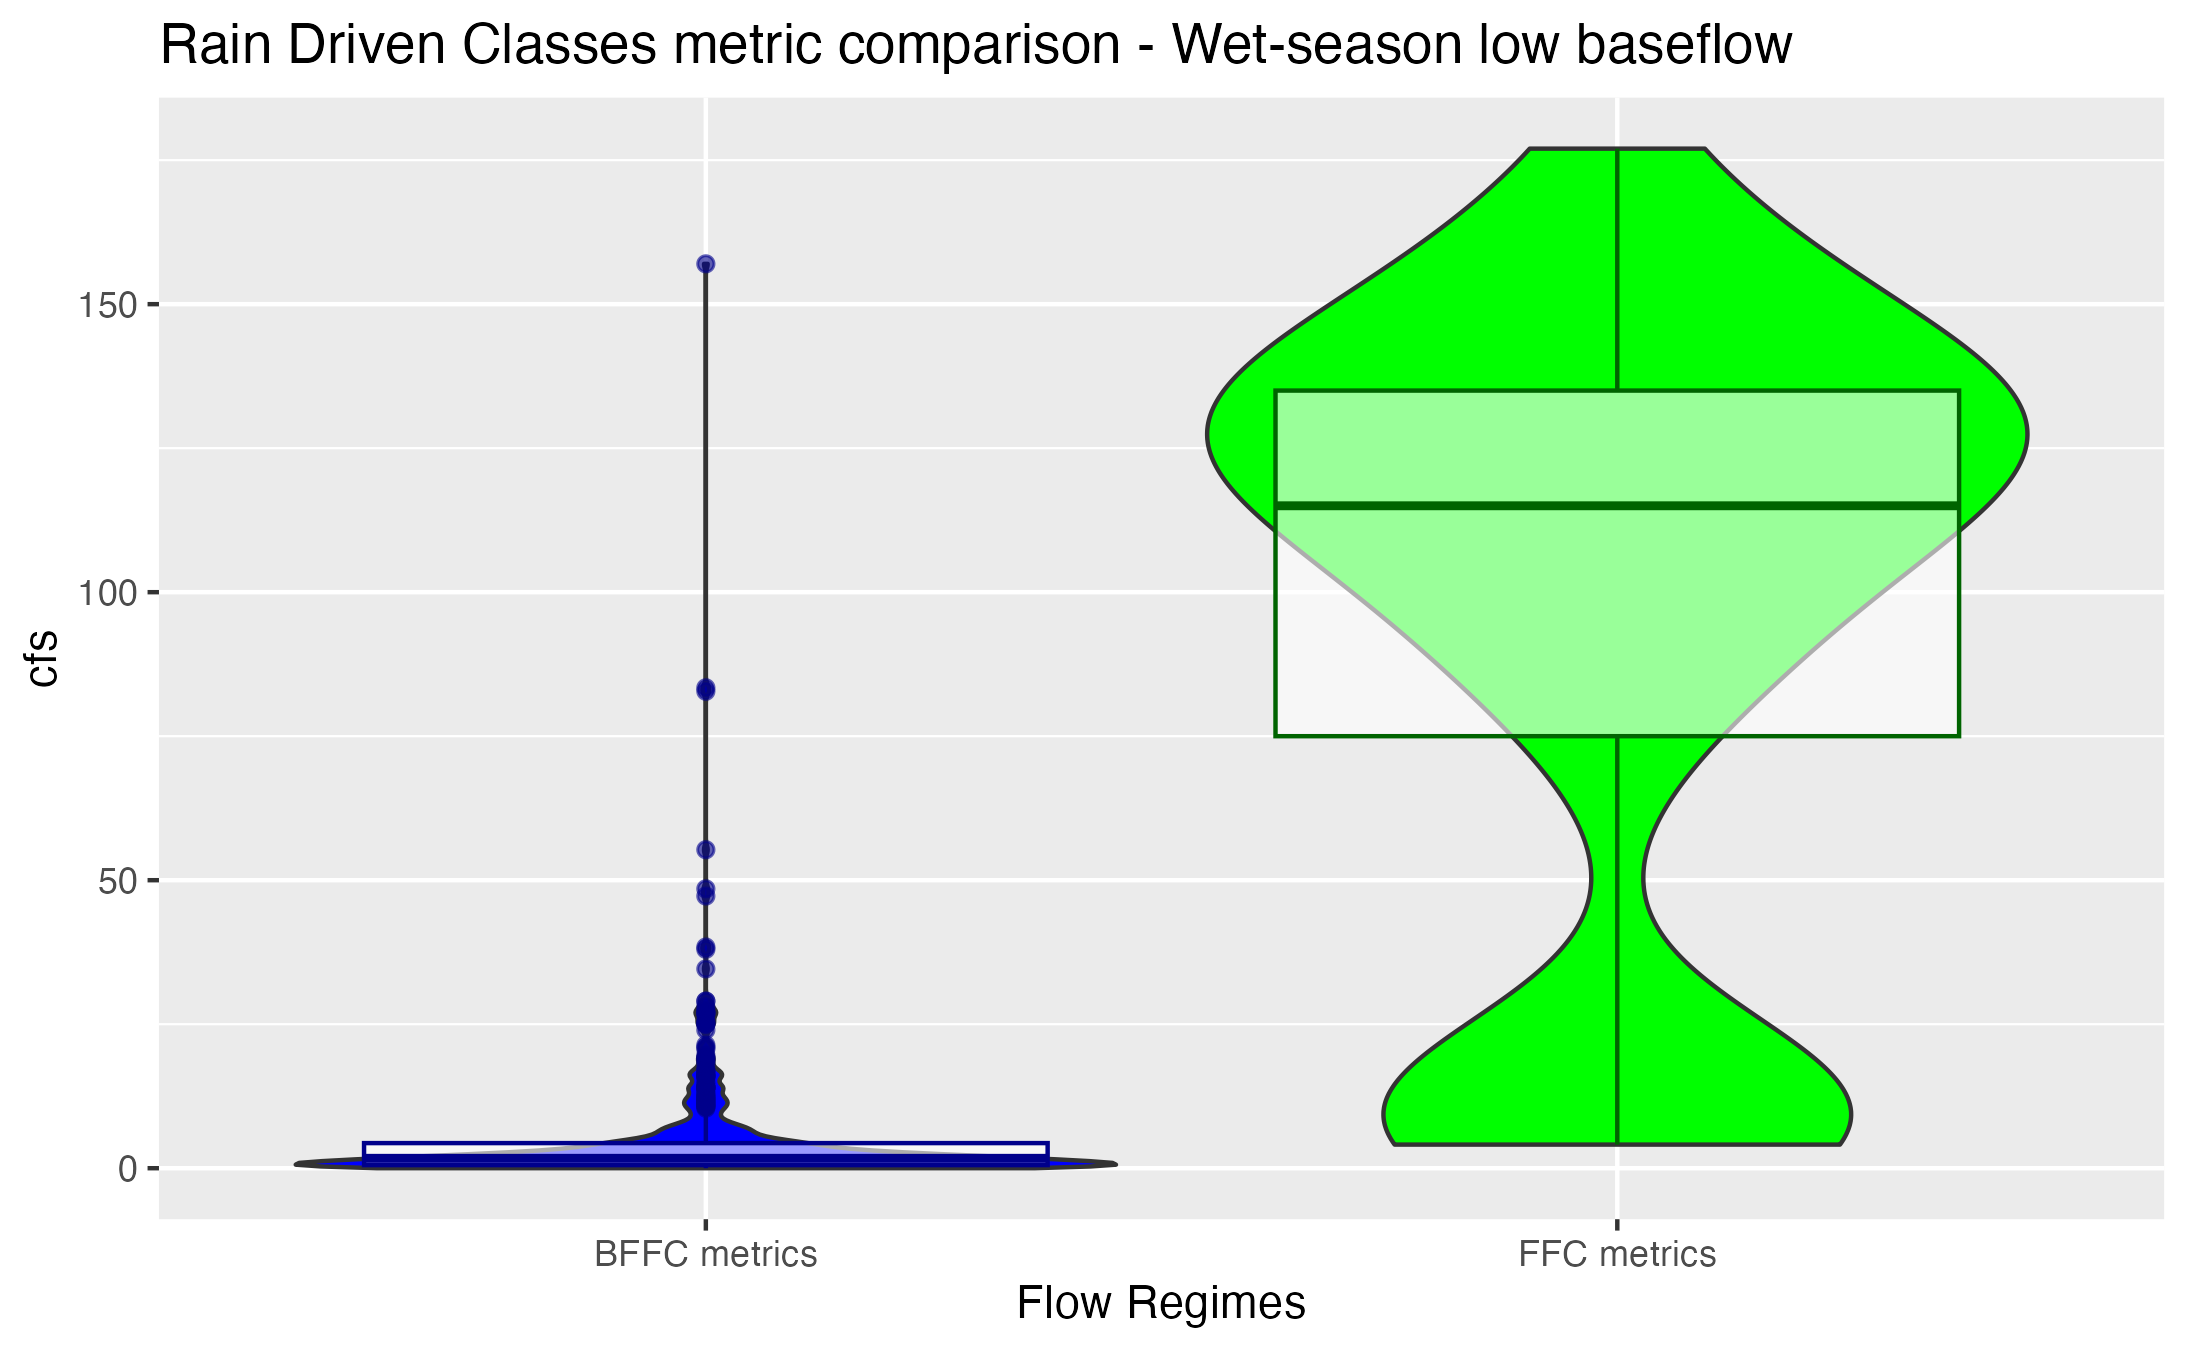 Rain Driven Classes metric comparison - Wet-season low baseflow
150
100
50
0
cfs
BFFC metrics
FFC metrics
Flow Regimes